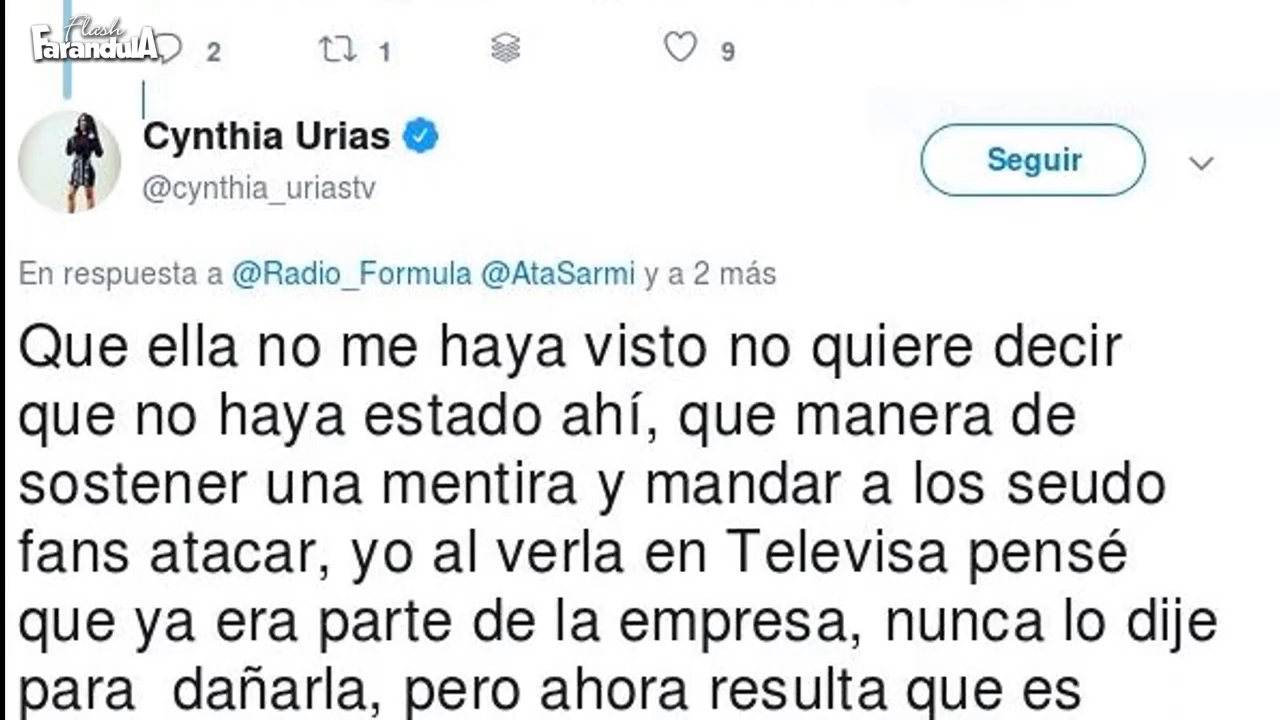 Flash
FarandulA
2 1 9
Cynthia Urias
@cynthia_uriastv
Seguir
En respuesta a @Radio_Formula @AtaSarmi y a 2 más
Que ella no me haya visto no quiere decir
que no haya estado ahí, que manera de
sostener una mentira y mandar a los seudo
fans atacar, yo al verla en Televisa pensé
que ya era parte de la empresa, nunca lo dije
para dañarla, pero ahora resulta que es